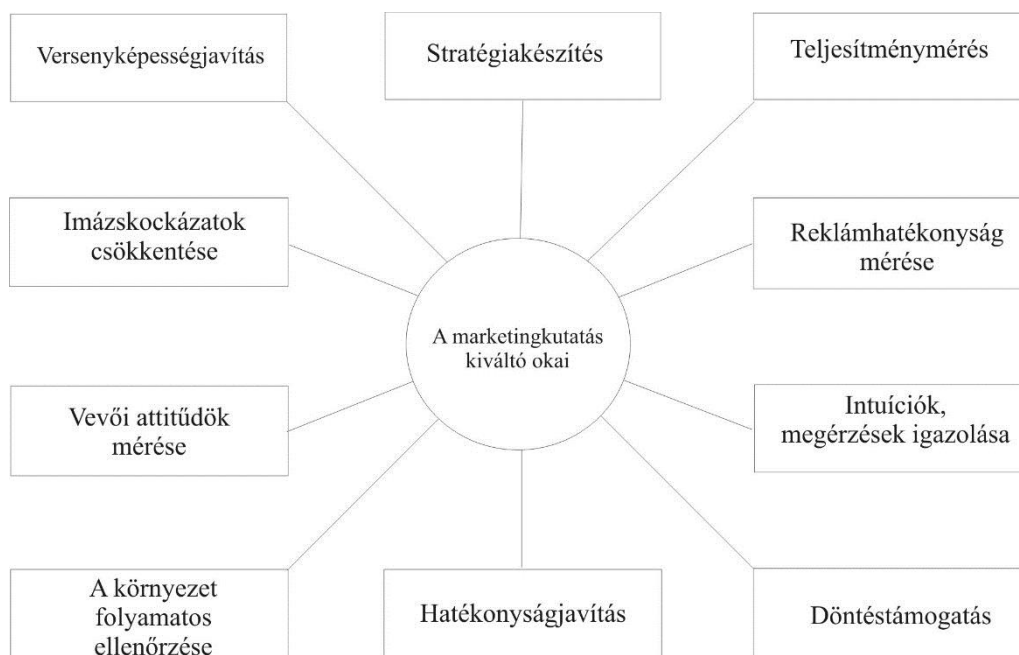 Versenyképességjavítás
Stratégiakészítés
Teljesítménymérés
Imázskockázatok
csökkentése
Reklámhatékonyság
mérése
A marketingkutatás
kiváltó okai
Vevői attitűdök
mérése
Intuíciók,
megérzések igazolása
A környezet
folyamatos
ellenőrzése
Hatékonyságjavítás
Döntéstámogatás